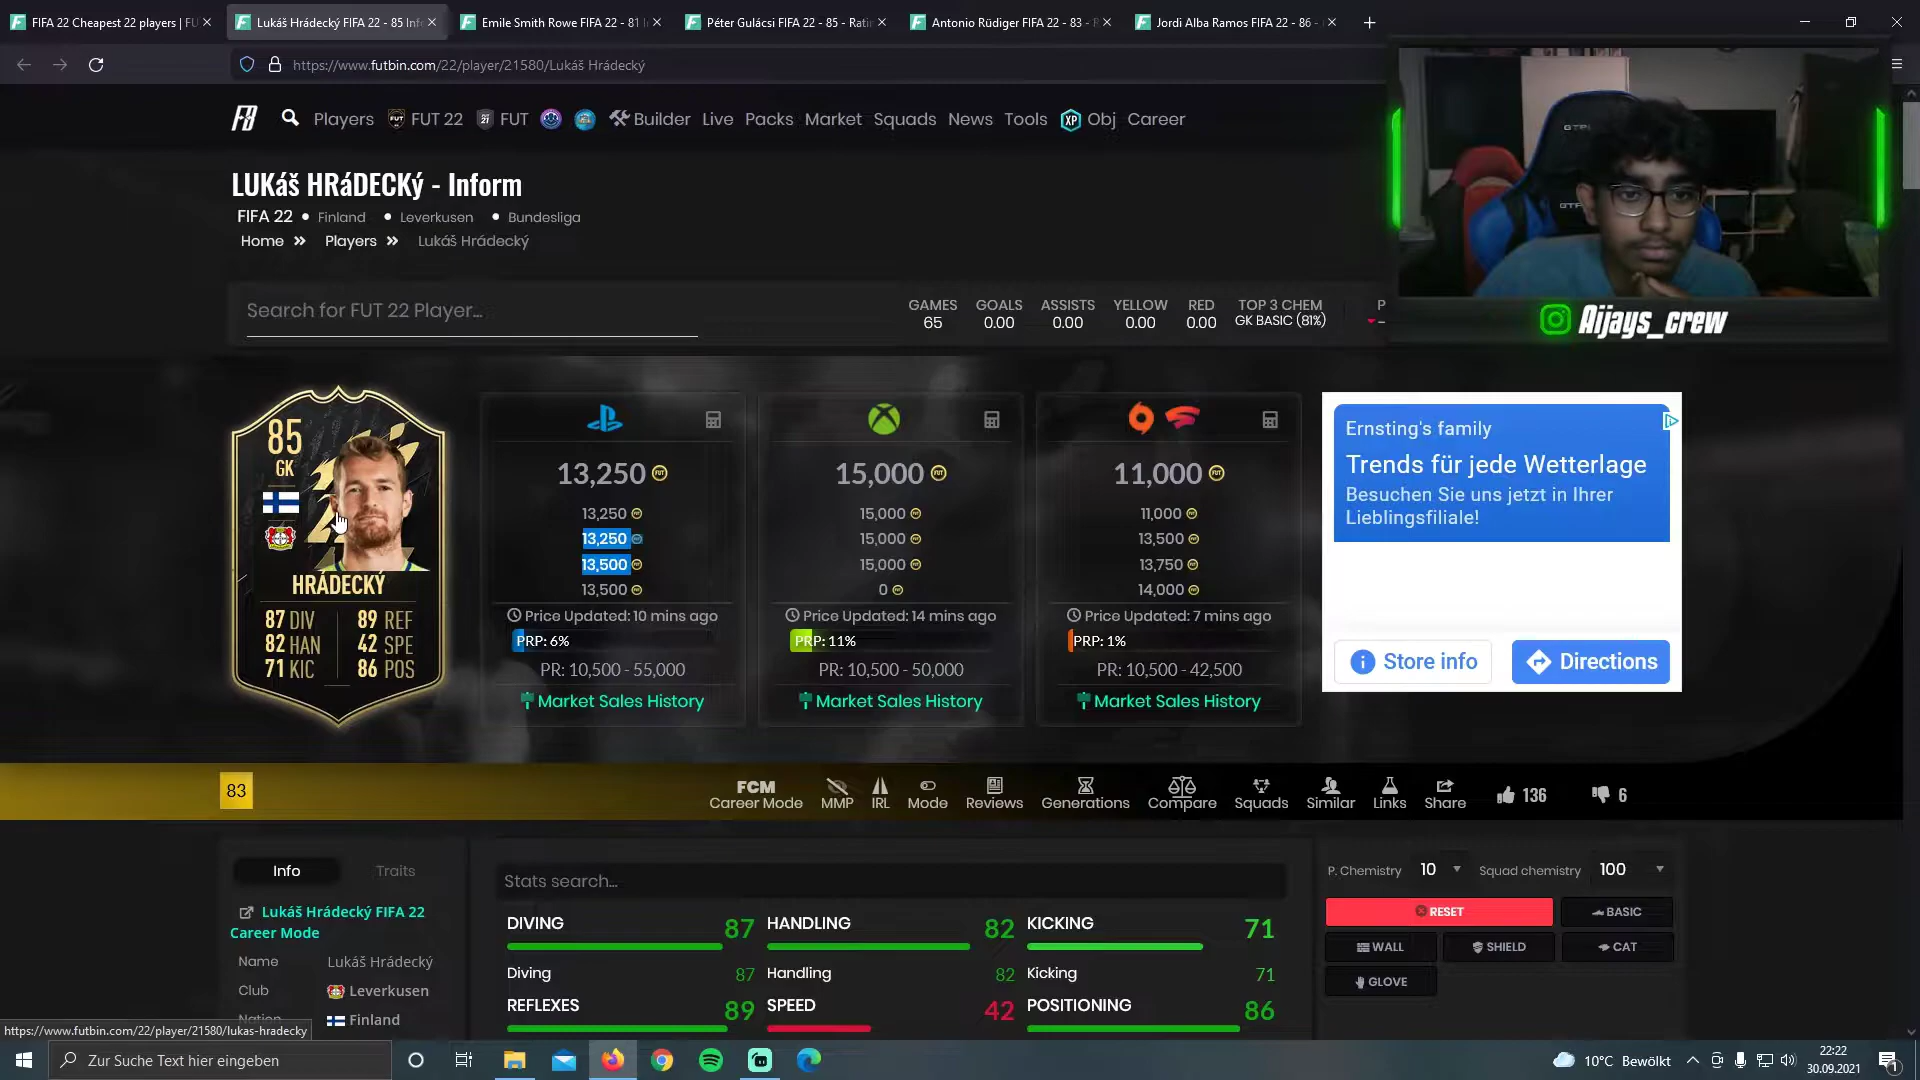 FIFA 22 Cheapest 22 players | FU
Lukáš Hrádecký FIFA 22 - 85 Inf
Emile Smith Rowe FIFA 22 - 81 I
Péter Gulácsi FIFA 22 - 85 - Rati
Antonio Rüdiger FIFA 22 - 83 - R
Jordi Alba Ramos FIFA 22 - 86 -
https://www.futbin.com/22/player/21580/Lukáš Hrádecký
Players FUT 22 FUT Builder Live Packs Market Squads News Tools XP Obj Career
LUKáš HRáDECKý - Inform
FIFA 22 • Finland • Leverkusen • Bundesliga
Home » Players » Lukáš Hrádecký
Search for FUT 22 Player...
GAMES GOALS ASSISTS YELLOW RED TOP 3 CHEM P
65 0.00 0.00 0.00 0.00 GK BASIC (81%) –
Aijays_crew
85
GK
HRÁDECKÝ
87 DIV 89 REF
82 HAN 42 SPE
71 KIC 86 POS
13,250
13,250
13,250
13,500
13,500
Price Updated: 10 mins ago
PRP: 6%
PR: 10,500 - 55,000
Market Sales History
15,000
15,000
15,000
15,000
0
Price Updated: 14 mins ago
PRP: 11%
PR: 10,500 - 50,000
Market Sales History
11,000
11,000
13,500
13,750
14,000
Price Updated: 7 mins ago
PRP: 1%
PR: 10,500 - 42,500
Market Sales History
Ernsting's family
Trends für jede Wetterlage
Besuchen Sie uns jetzt in Ihrer
Lieblingsfiliale!
Store info Directions
83
FCM
Career Mode MMP IRL Mode Reviews Generations Compare Squads Similar Links Share 136 6
Info Traits
Lukáš Hrádecký FIFA 22
Career Mode
Name Lukáš Hrádecký
Club Leverkusen
Nation Finland
Stats search...
DIVING 87 HANDLING 82 KICKING 71
Diving 87 Handling 82 Kicking 71
REFLEXES 89 SPEED 42 POSITIONING 86
P. Chemistry 10 Squad chemistry 100
RESET BASIC
WALL SHIELD CAT
GLOVE
https://www.futbin.com/22/player/21580/lukas-hradecky
Zur Suche Text hier eingeben
10°C Bewölkt
22:22
30.09.2021
1